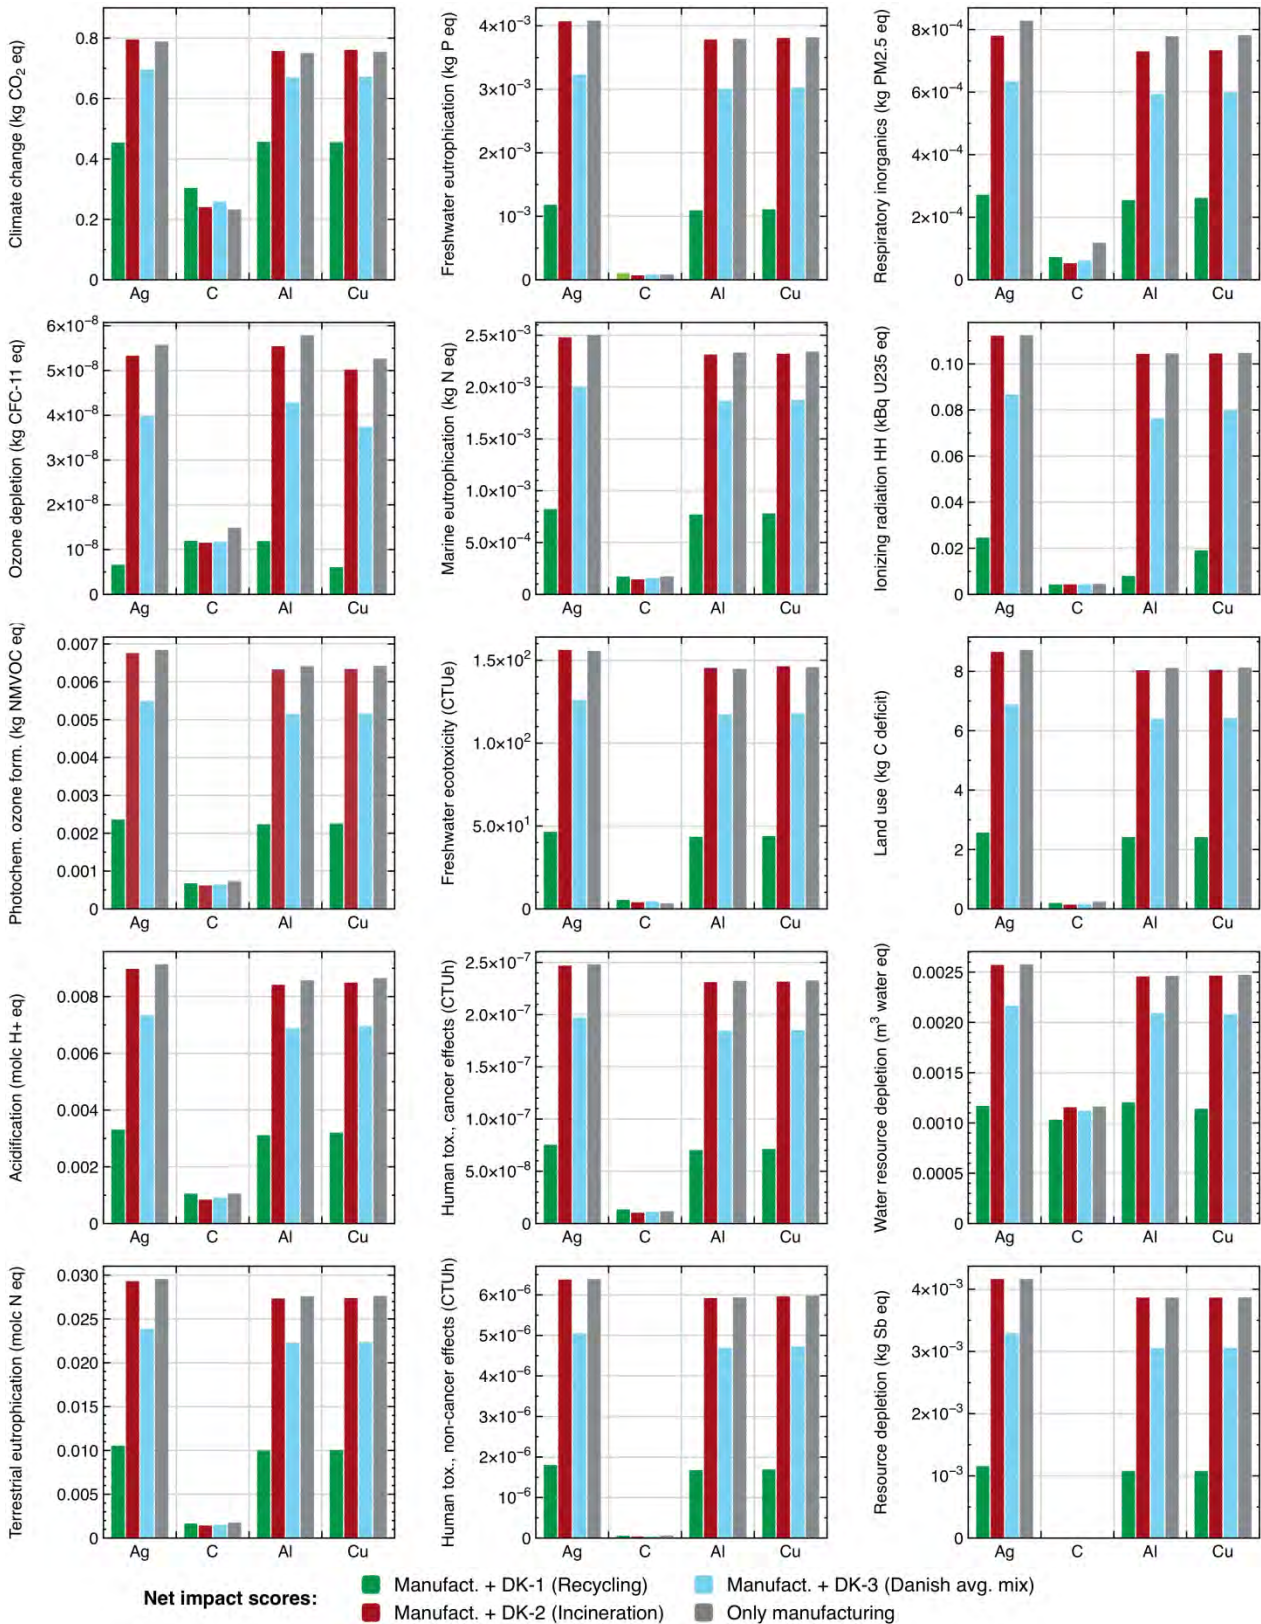 Climate change (kg CO₂ eq)
0.8
0.6
0.4
0.2
0
Ag C Al Cu
Freshwater eutrophication (kg P eq)
4×10⁻³
3×10⁻³
2×10⁻³
10⁻³
0
Ag C Al Cu
Respiratory inorganics (kg PM2.5 eq)
8×10⁻⁴
6×10⁻⁴
4×10⁻⁴
2×10⁻⁴
0
Ag C Al Cu
Ozone depletion (kg CFC-11 eq)
6×10⁻⁸
5×10⁻⁸
4×10⁻⁸
3×10⁻⁸
2×10⁻⁸
10⁻⁸
0
Ag C Al Cu
Marine eutrophication (kg N eq)
2.5×10⁻³
2.0×10⁻³
1.5×10⁻³
1.0×10⁻³
5.0×10⁻⁴
0
Ag C Al Cu
Ionizing radiation HH (kBq U235 eq)
0.10
0.08
0.06
0.04
0.02
0
Ag C Al Cu
Photochem. ozone form. (kg NMVOC eq)
0.007
0.006
0.005
0.004
0.003
0.002
0.001
0
Ag C Al Cu
Freshwater ecotoxicity (CTUe)
1.5×10²
1.0×10²
5.0×10¹
0
Ag C Al Cu
Land use (kg C deficit)
8
6
4
2
0
Ag C Al Cu
Acidification (molc H+ eq)
0.008
0.006
0.004
0.002
0
Ag C Al Cu
Human tox., cancer effects (CTUh)
2.5×10⁻⁷
2.0×10⁻⁷
1.5×10⁻⁷
1.0×10⁻⁷
5.0×10⁻⁸
0
Ag C Al Cu
Water resource depletion (m³ water eq)
0.0025
0.0020
0.0015
0.0010
0.0005
0
Ag C Al Cu
Terrestrial eutrophication (molc N eq)
0.030
0.025
0.020
0.015
0.010
0.005
0
Ag C Al Cu
Human tox., non-cancer effects (CTUh)
6×10⁻⁶
5×10⁻⁶
4×10⁻⁶
3×10⁻⁶
2×10⁻⁶
10⁻⁶
0
Ag C Al Cu
Resource depletion (kg Sb eq)
4×10⁻³
3×10⁻³
2×10⁻³
10⁻³
0
Ag C Al Cu
Net impact scores:
Manufact. + DK-1 (Recycling)
Manufact. + DK-2 (Incineration)
Manufact. + DK-3 (Danish avg. mix)
Only manufacturing